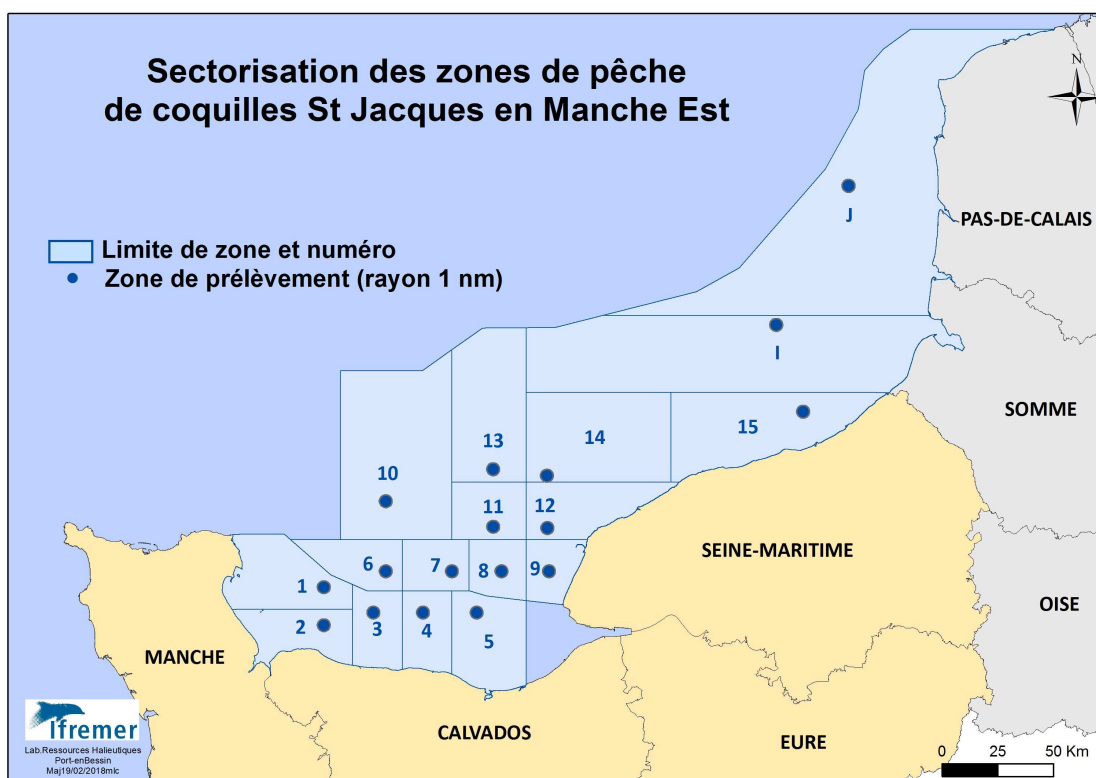 Sectorisation des zones de pêche
de coquilles St Jacques en Manche Est
N
Limite de zone et numéro
Zone de prélèvement (rayon 1 nm)
J
PAS-DE-CALAIS
I
SOMME
15
14
13
10
11
12
SEINE-MARITIME
6
7
8
9
1
2
3
4
5
OISE
MANCHE
CALVADOS
EURE
Ifremer
Lab.Ressources Halieutiques
Port-enBessin
Maj19/02/2018mlc
0 25 50 Km